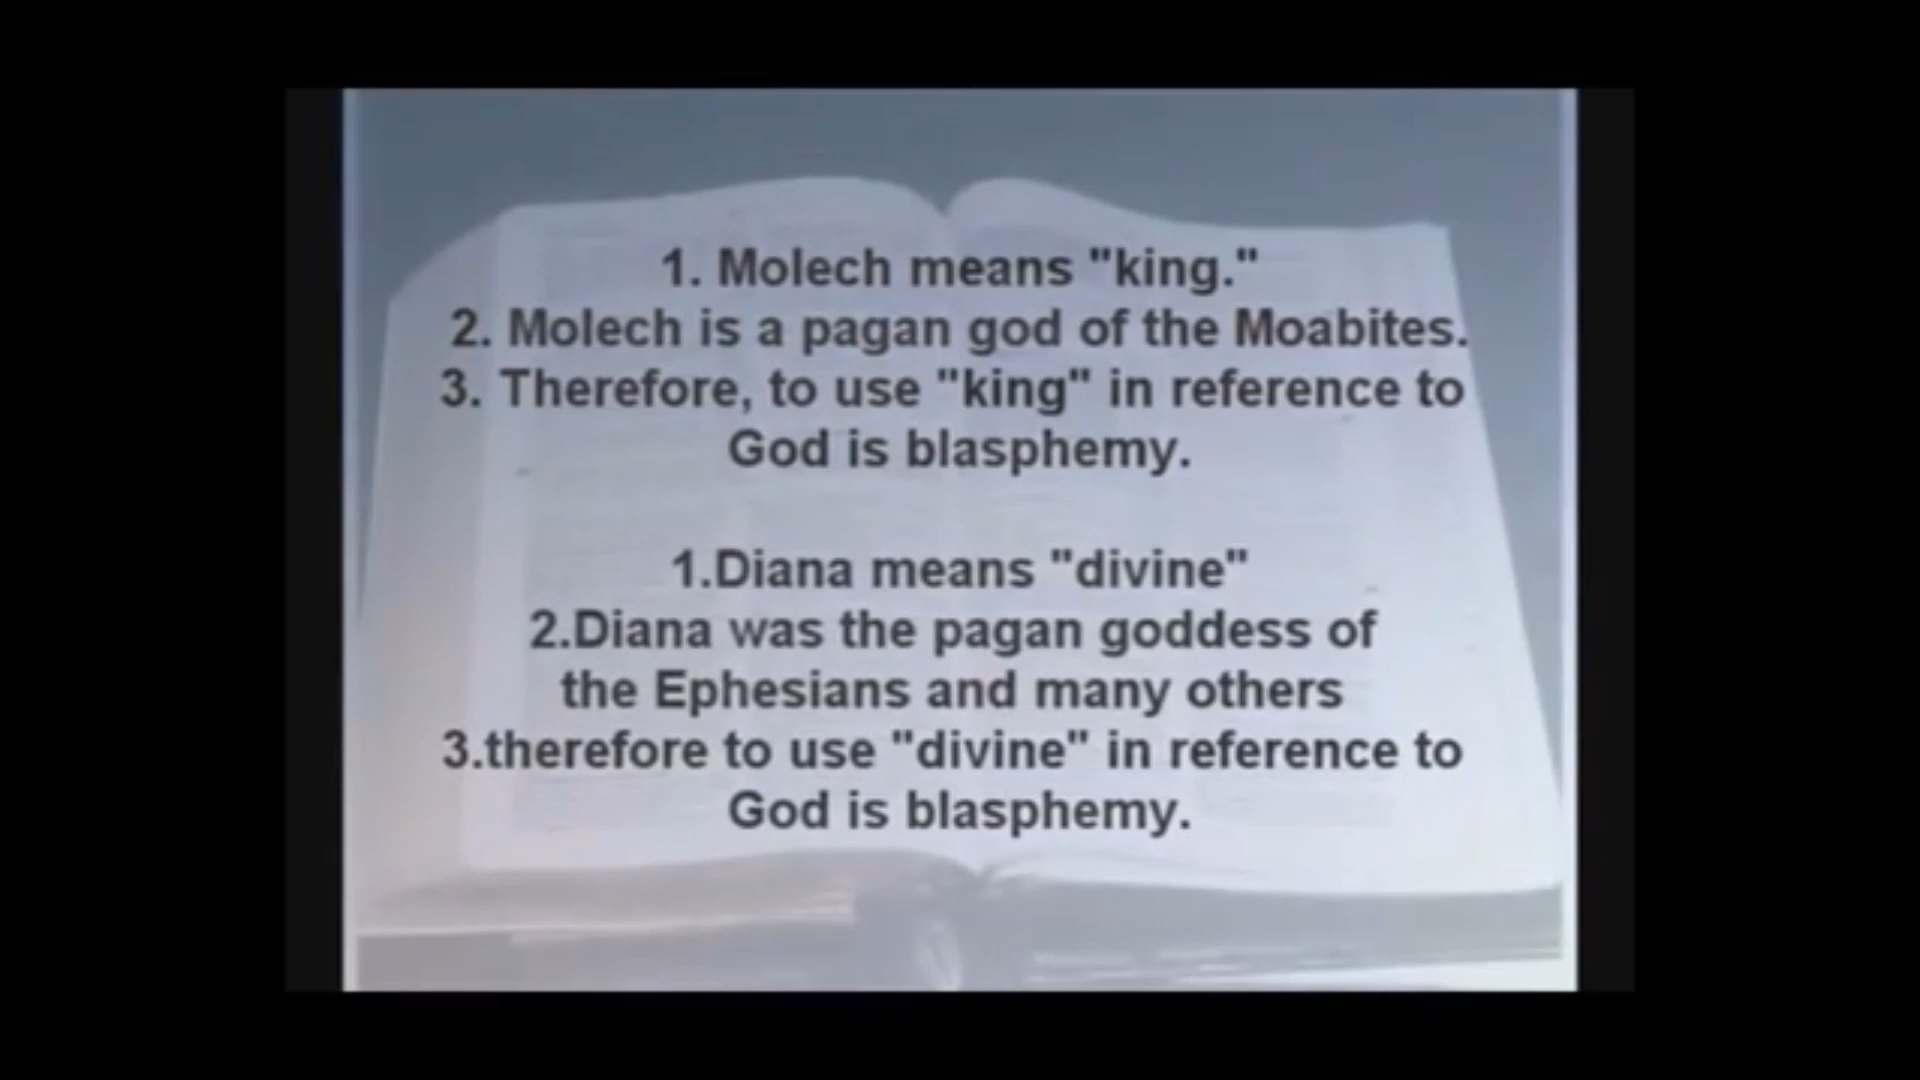 1. Molech means "king."
2. Molech is a pagan god of the Moabites.
3. Therefore, to use "king" in reference to
God is blasphemy.
1.Diana means "divine"
2.Diana was the pagan goddess of
the Ephesians and many others
3.therefore to use "divine" in reference to
God is blasphemy.